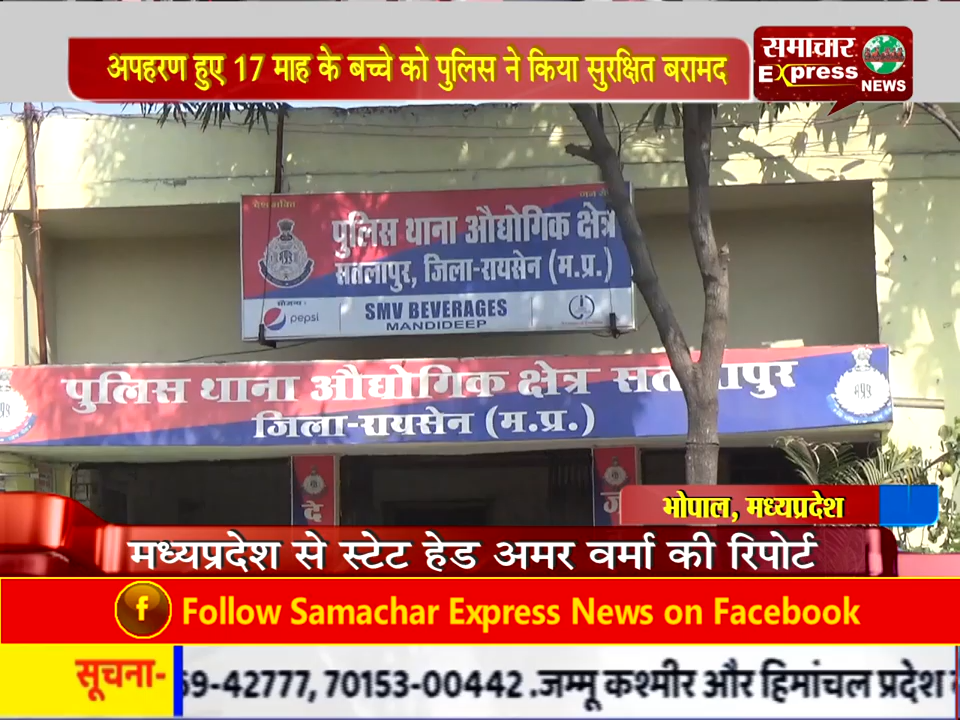 अपहरण हुए 17 माह के बच्चे को पुलिस ने किया सुरक्षित बरामद
समाचार
Express
NEWS
पुलिस थाना औद्योगिक क्षेत्र
सतलापुर, जिला-रायसेन (म.प्र.)
सौजन्य :
pepsi
SMV BEVERAGES
MANDIDEEP
पुलिस थाना औद्योगिक क्षेत्र
जिला-रायसेन (म.प्र.)
दे
भोपाल, मध्यप्रदेश
मध्यप्रदेश से स्टेट हेड अमर वर्मा की रिपोर्ट
f Follow Samachar Express News on Facebook
सूचना- 69-42777, 70153-00442 .जम्मू कश्मीर और हिमांचल प्रदेश